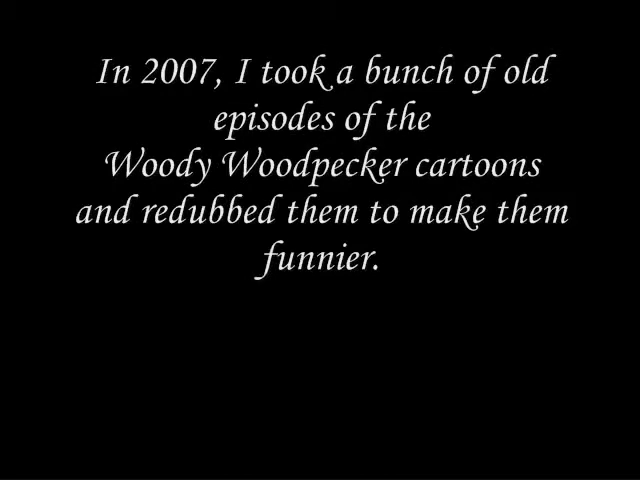 In 2007, I took a bunch of old
episodes of the
Woody Woodpecker cartoons
and redubbed them to make them
funnier.